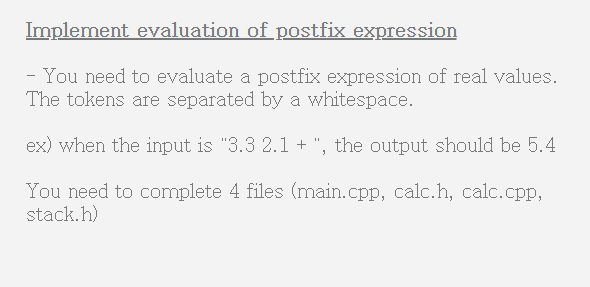 Implement evaluation of postfix expression
- You need to evaluate a postfix expression of real values.
The tokens are separated by a whitespace.
ex) when the input is "3.3 2.1 + ", the output should be 5.4
You need to complete 4 files (main.cpp, calc.h, calc.cpp,
stack.h)